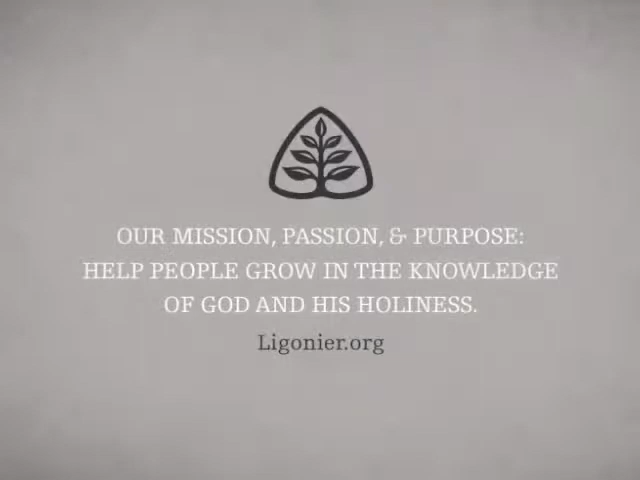 OUR MISSION, PASSION, & PURPOSE:
HELP PEOPLE GROW IN THE KNOWLEDGE
OF GOD AND HIS HOLINESS.
Ligonier.org